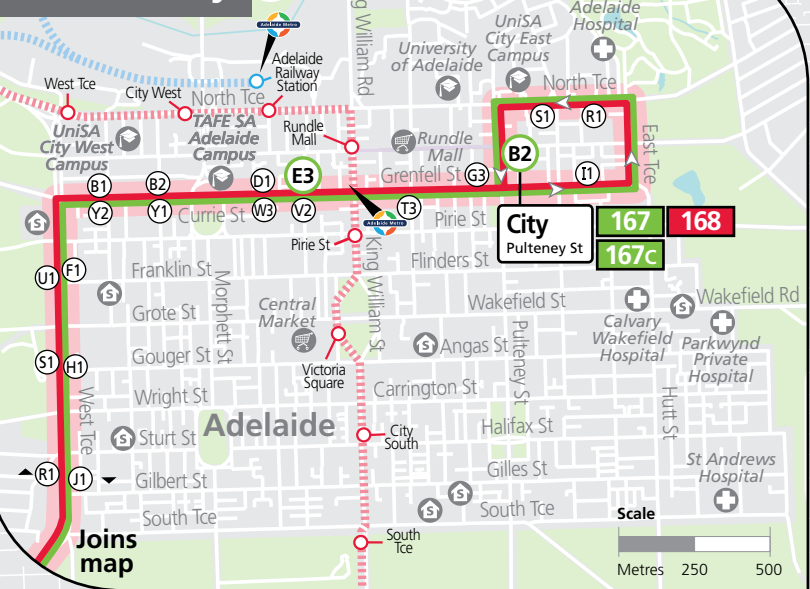 Adelaide
Hospital
UniSA
City East
Campus
University
of Adelaide
g William Rd
Adelaide Metro
Adelaide
Railway
Station
West Tce
City West
North Tce
North Tce
TAFE SA
Adelaide
Campus
UniSA
City West
Campus
Rundle
Mall
Rundle
Mall
S1
R1
East Tce
B2
G3
I1
Grenfell St
E3
D1
B2
B1
Y2
Y1
Currie St
W3
V2
T3
Adelaide Metro
Pirie St
Pirie St
City
Pulteney St
167
168
167C
King William St
Flinders St
U1
F1
Franklin St
Morphett St
Grote St
Central
Market
Wakefield St
Wakefield Rd
Calvary
Wakefield
Hospital
Parkwynd
Private
Hospital
Gouger St
Angas St
Pulteney St
S1
H1
Victoria
Square
West Tce
Wright St
Carrington St
Hutt St
Sturt St
Adelaide
City
South
Halifax St
R1
J1
Gilbert St
Gilles St
St Andrews
Hospital
South Tce
South Tce
South
Tce
Joins
map
Scale
Metres 250 500
S
S
S
S
S
S
S